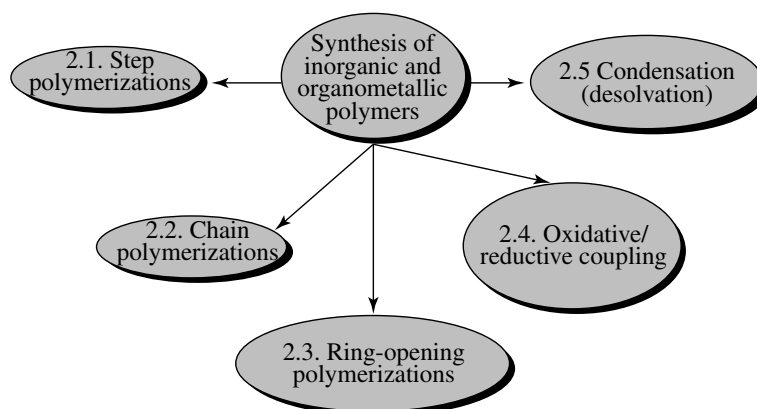 Synthesis of
inorganic and
organometallic
polymers
2.1. Step
polymerizations
2.5 Condensation
(desolvation)
2.2. Chain
polymerizations
2.4. Oxidative/
reductive coupling
2.3. Ring-opening
polymerizations